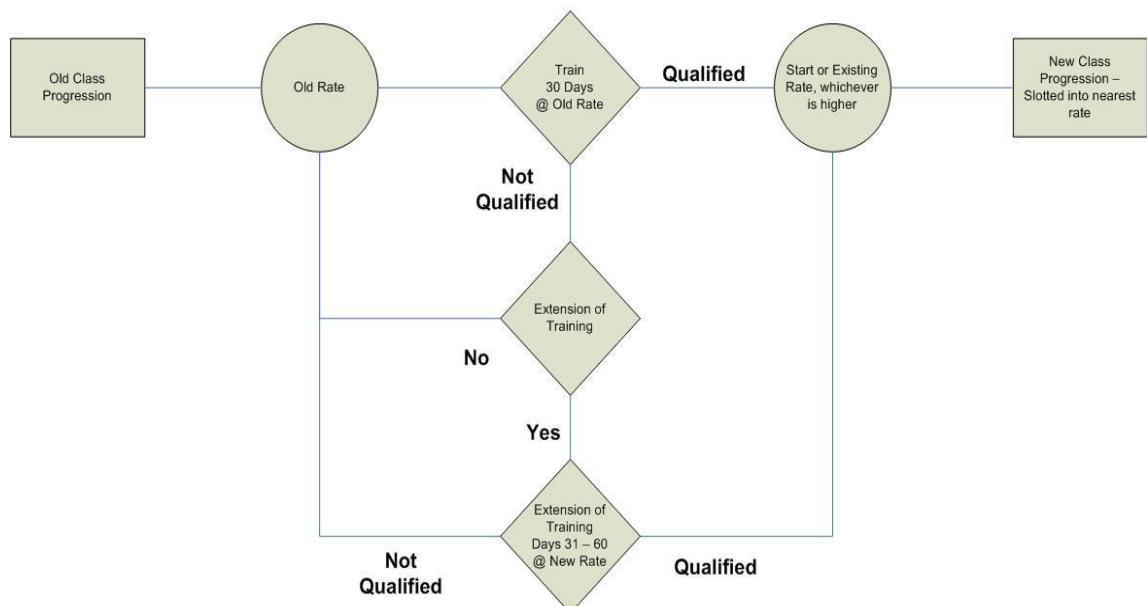 Old Class
Progression
Old Rate
Train
30 Days
@ Old Rate
Qualified
Start or Existing
Rate, whichever
is higher
New Class
Progression –
Slotted into nearest
rate
Not
Qualified
Extension of
Training
No
Yes
Extension of
Training
Days 31 – 60
@ New Rate
Not
Qualified
Qualified